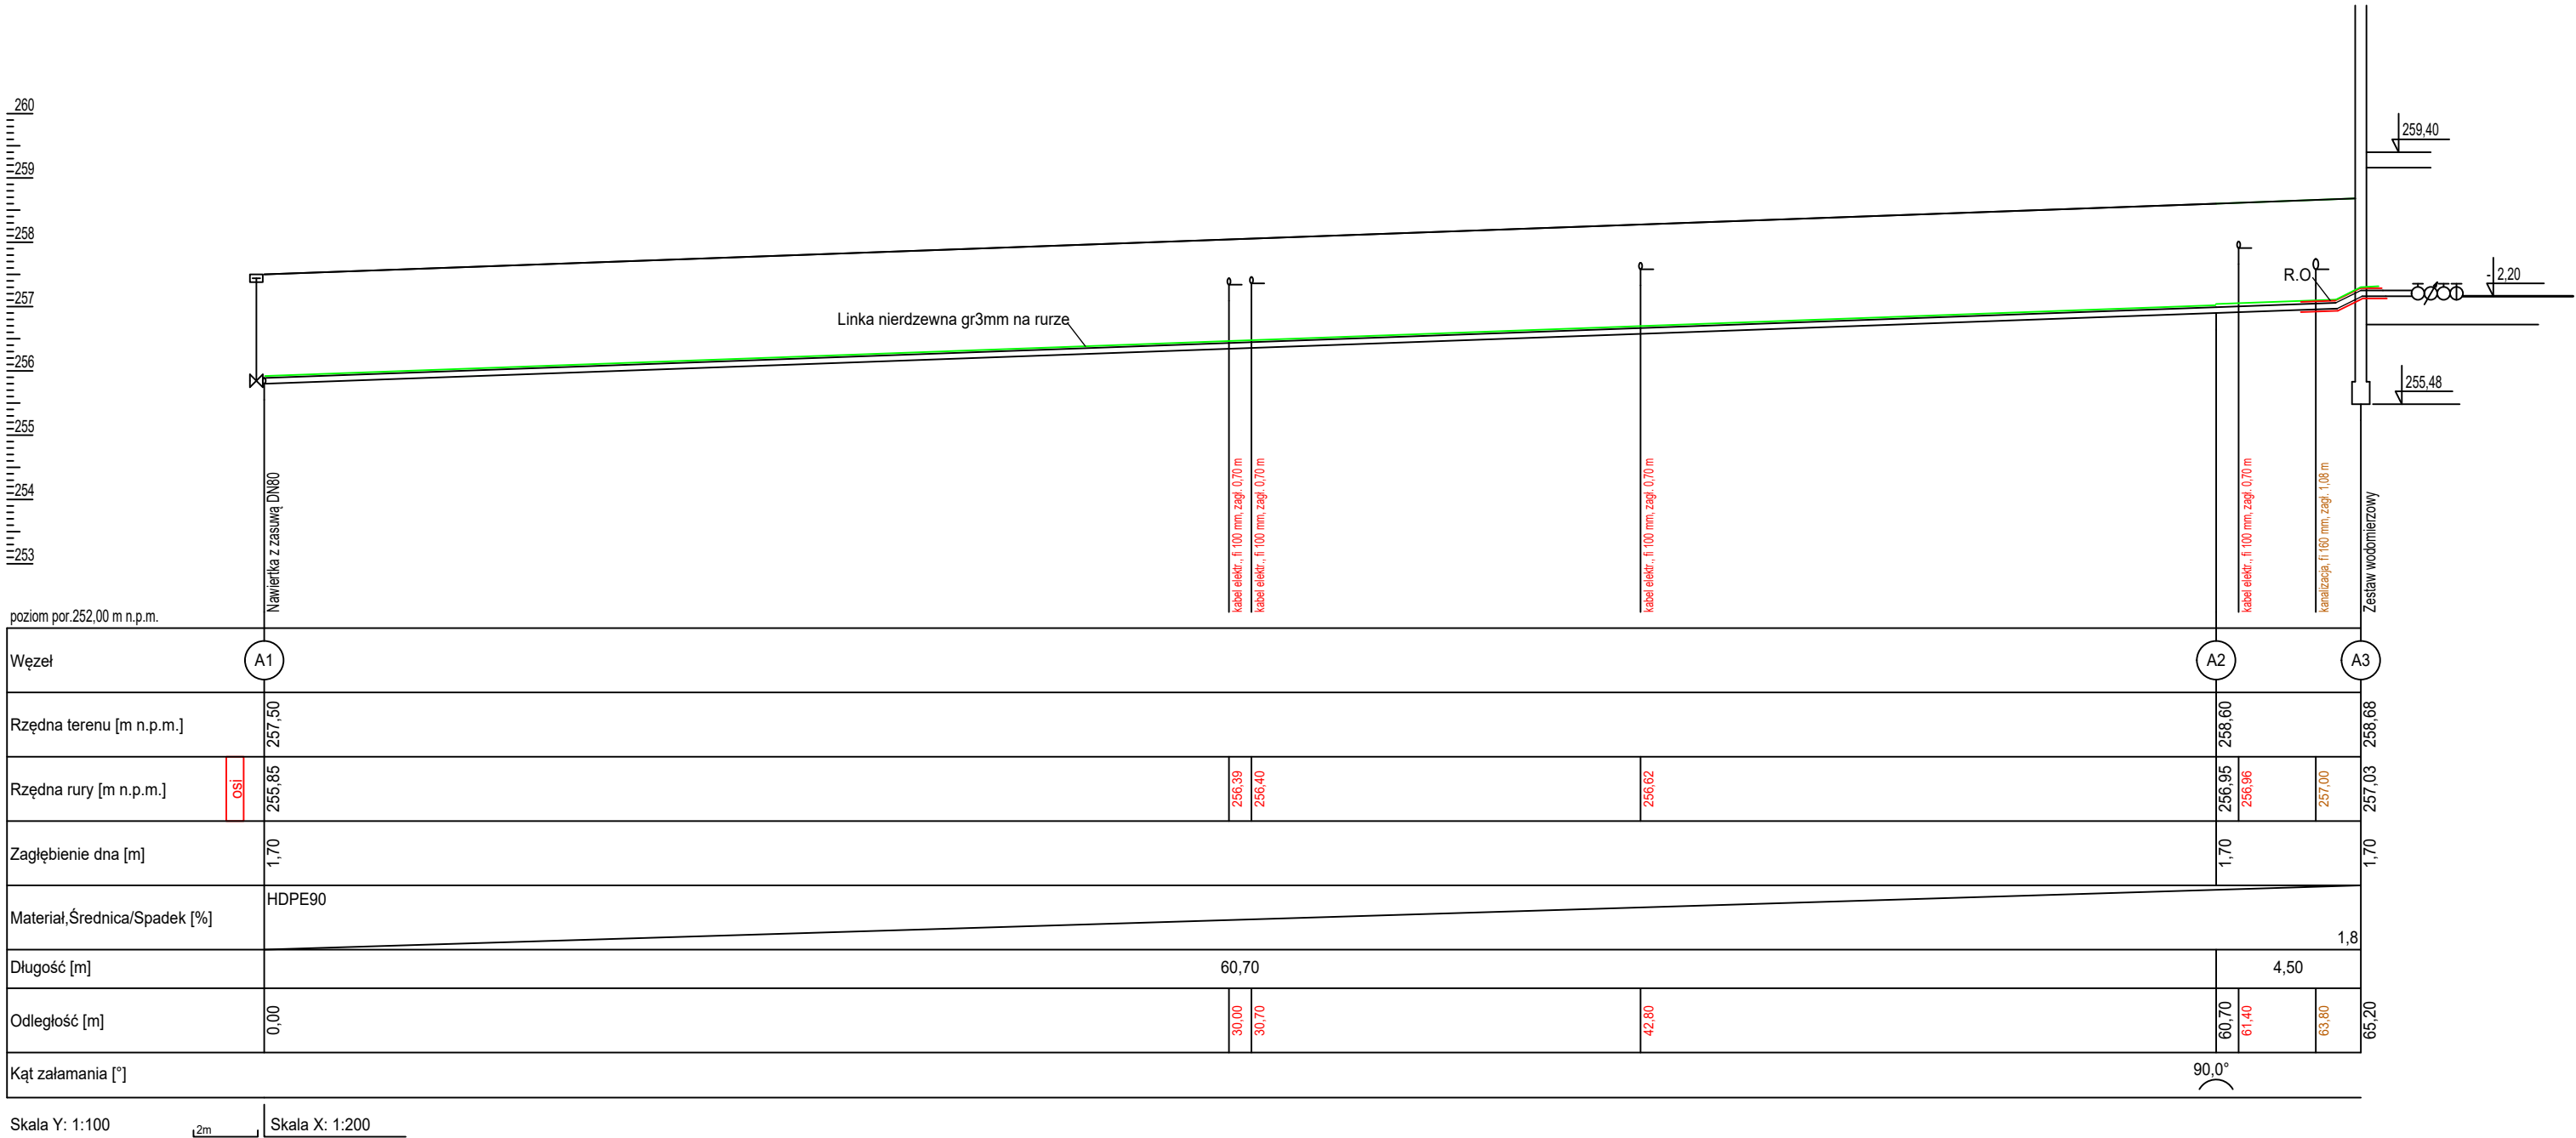 260
259
258
257
256
255
254
253
259,40
- 2,20
255,48
R.O.
Linka nierdzewna gr3mm na rurze
Nawiertka z zasuwą DN80
kabel elektr., fi 100 mm, zagł. 0,70 m
kabel elektr., fi 100 mm, zagł. 0,70 m
kabel elektr., fi 100 mm, zagł. 0,70 m
kabel elektr., fi 100 mm, zagł. 0,70 m
kanalizacja, fi 160 mm, zagł. 1,08 m
Zestaw wodomierzowy
poziom por.252,00 m n.p.m.
Węzeł A1 A2 A3
Rzędna terenu [m n.p.m.] 257,50 258,60 258,68
Rzędna rury [m n.p.m.] osi 255,85 256,39 256,40 256,62 256,95 256,96 257,00 257,03
Zagłębienie dna [m] 1,70 1,70 1,70
Materiał,Średnica/Spadek [%] HDPE90 1,8
Długość [m] 60,70 4,50
Odległość [m] 0,00 30,00 30,70 42,80 60,70 61,40 63,80 65,20
Kąt załamania [°] 90,0°
Skala Y: 1:100 2m Skala X: 1:200